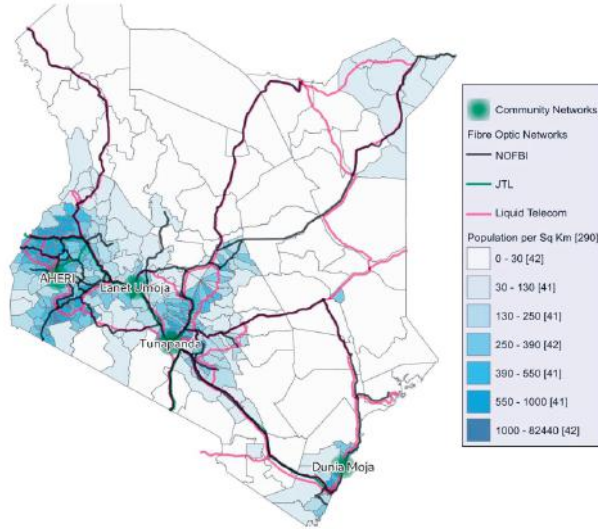 AHERI
Lanet Umoja
Tunapanda
Dunia Moja
Community Networks
Fibre Optic Networks
NOFBI
JTL
Liquid Telecom
Population per Sq Km [290]
0 - 30 [42]
30 - 130 [41]
130 - 250 [41]
250 - 390 [42]
390 - 550 [41]
550 - 1000 [41]
1000 - 82440 [42]